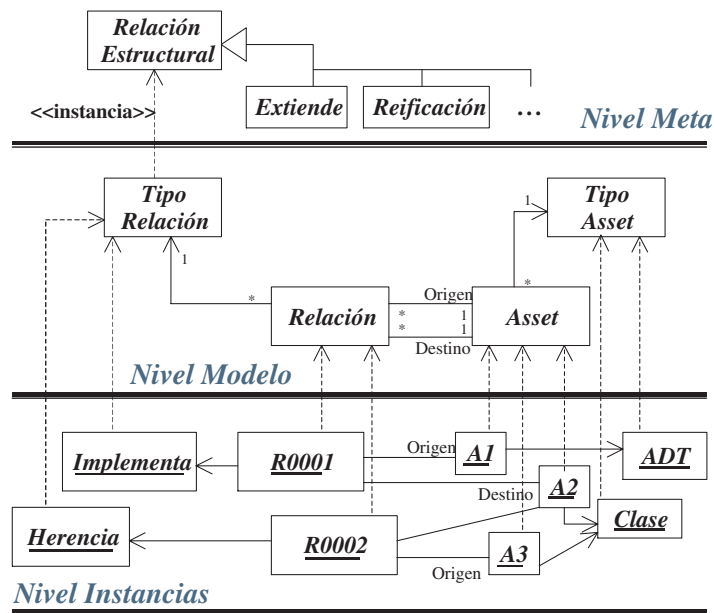 Relación
Estructural
<<instancia>>
Extiende
Reificación
...
Nivel Meta
Tipo
Relación
Tipo
Asset
1
1
*
*
Relación
Origen
*
1
*
1
Destino
Asset
Nivel Modelo
Implementa
R0001
Origen
A1
ADT
Destino
A2
Herencia
R0002
Origen
A3
Clase
Nivel Instancias